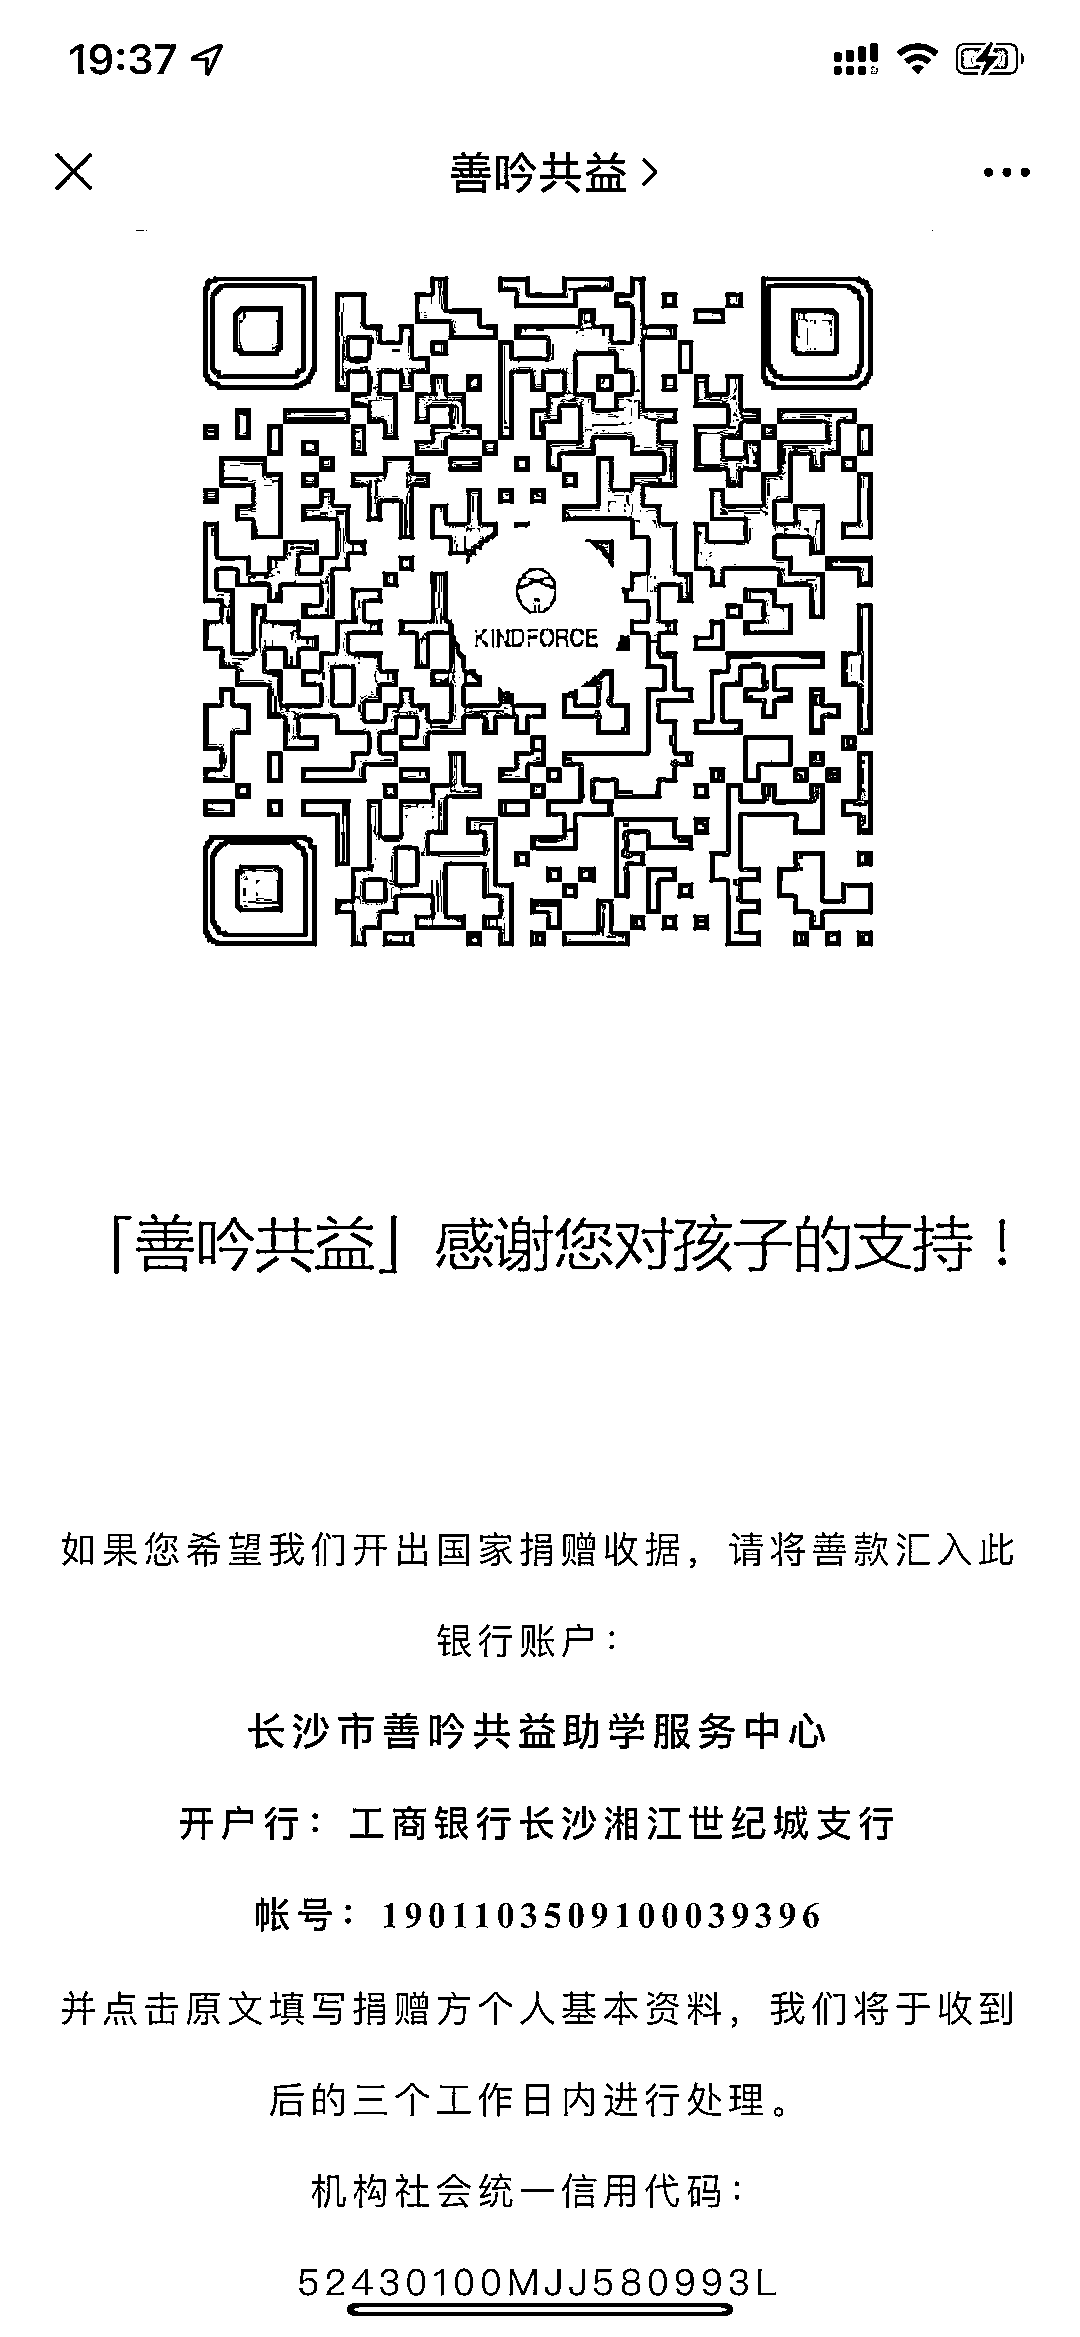 19:37
善吟共益
KINDFORCE
「善吟共益」感谢您对孩子的支持！
如果您希望我们开出国家捐赠收据，请将善款汇入此
银行账户：
长沙市善吟共益助学服务中心
开户行：工商银行长沙湘江世纪城支行
帐号：1901103509100039396
并点击原文填写捐赠方个人基本资料，我们将于收到
后的三个工作日内进行处理。
机构社会统一信用代码：
52430100MJJ580993L